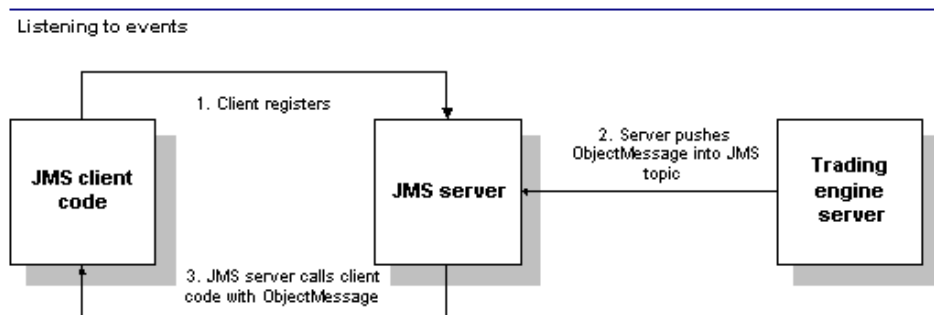 Listening to events
1. Client registers
2. Server pushes
ObjectMessage into JMS
topic
JMS client
code
JMS server
Trading
engine
server
3. JMS server calls client
code with ObjectMessage